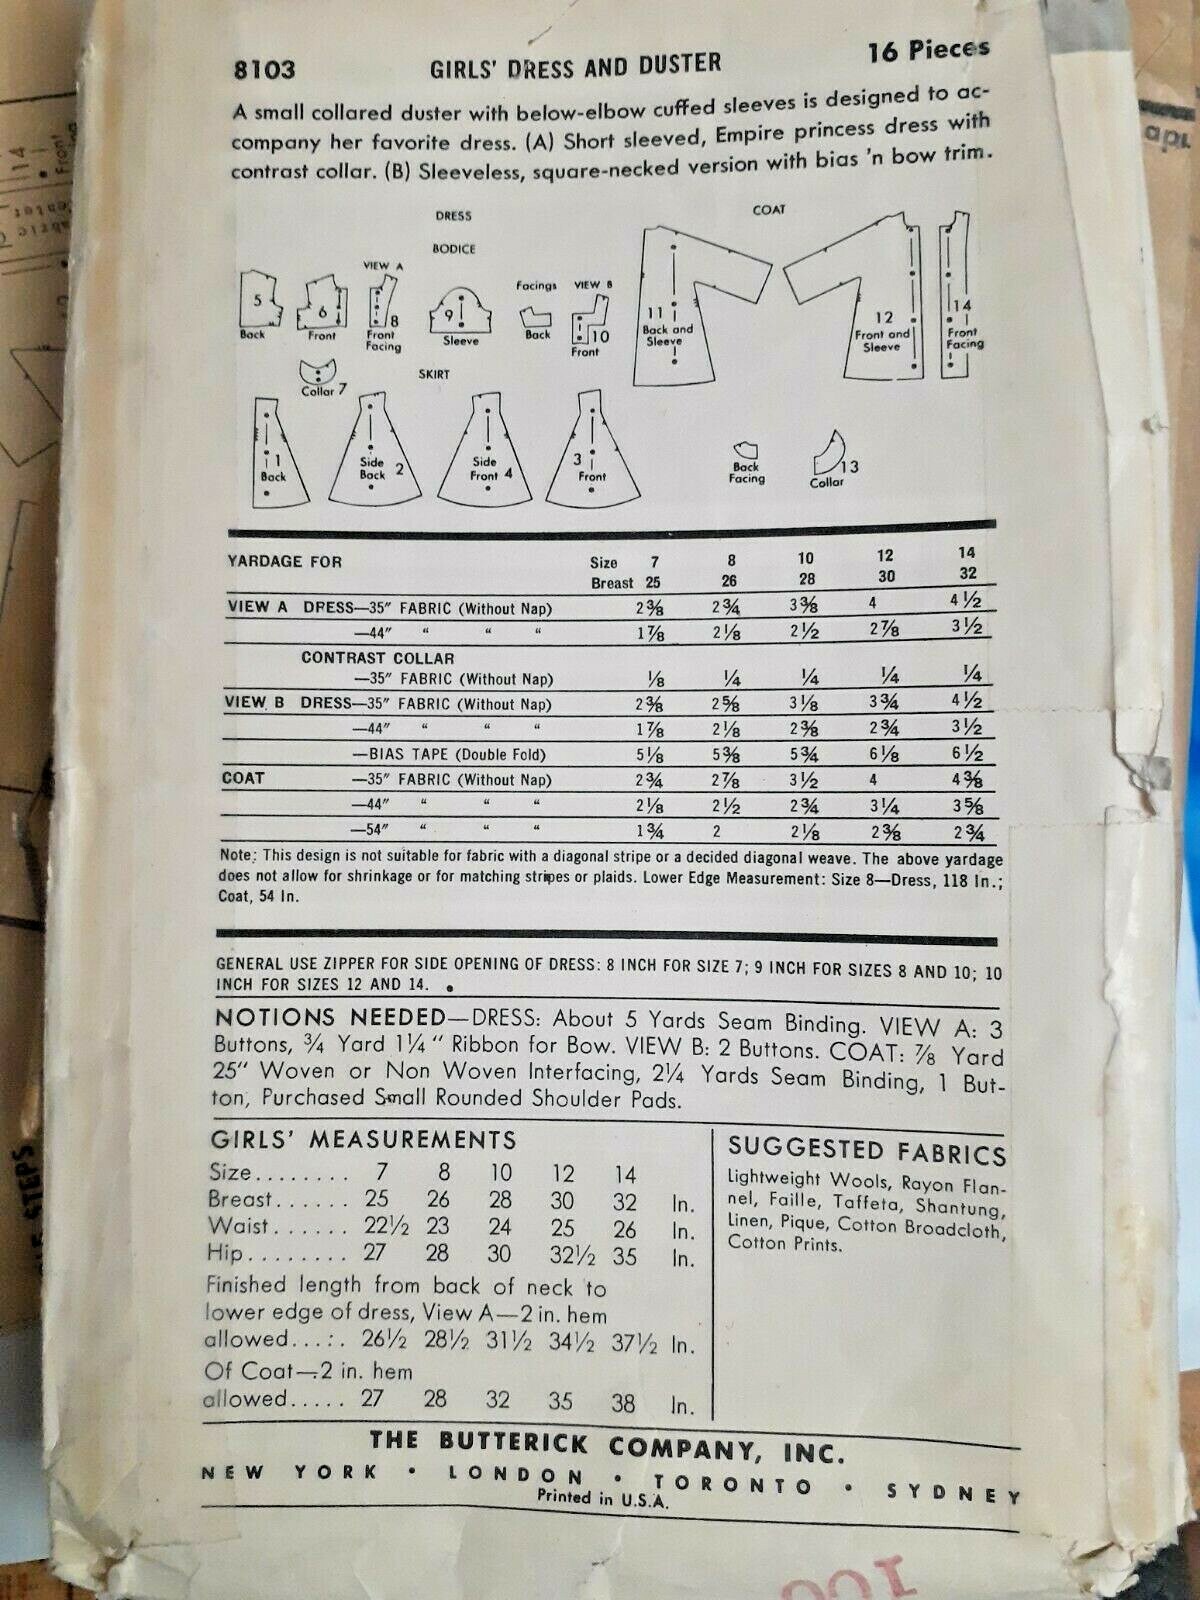 8103 GIRLS' DRESS AND DUSTER 16 Pieces
A small collared duster with below-elbow cuffed sleeves is designed to ac-
company her favorite dress. (A) Short sleeved, Empire princess dress with
contrast collar. (B) Sleeveless, square-necked version with bias 'n bow trim.
DRESS COAT
BODICE
VIEW A
Facings VIEW B
5 Back
6 Front
8 Front Facing
9 Sleeve
Back
10 Front
11 Back and Sleeve
12 Front and Sleeve
14 Front Facing
Collar 7
SKIRT
1 Back
Side Back 2
Side Front 4
3 Front
Back Facing
13 Collar
YARDAGE FOR Size 7 8 10 12 14
Breast 25 26 28 30 32
VIEW A DRESS—35″ FABRIC (Without Nap) 2⅜ 2¾ 3⅜ 4 4½
—44″ “ “ “ 1⅞ 2⅛ 2½ 2⅞ 3½
CONTRAST COLLAR
—35″ FABRIC (Without Nap) ⅛ ¼ ¼ ¼ ¼
VIEW B DRESS—35″ FABRIC (Without Nap) 2⅜ 2⅝ 3⅛ 3¾ 4½
—44″ “ “ “ 1⅞ 2⅛ 2⅜ 2¾ 3½
—BIAS TAPE (Double Fold) 5⅛ 5⅜ 5¾ 6⅛ 6½
COAT —35″ FABRIC (Without Nap) 2¾ 2⅞ 3½ 4 4⅜
—44″ “ “ “ 2⅛ 2½ 2¾ 3¼ 3⅝
—54″ “ “ “ 1¾ 2 2⅛ 2⅜ 2¾
Note: This design is not suitable for fabric with a diagonal stripe or a decided diagonal weave. The above yardage
does not allow for shrinkage or for matching stripes or plaids. Lower Edge Measurement: Size 8—Dress, 118 In.;
Coat, 54 In.
GENERAL USE ZIPPER FOR SIDE OPENING OF DRESS: 8 INCH FOR SIZE 7; 9 INCH FOR SIZES 8 AND 10; 10
INCH FOR SIZES 12 AND 14.
NOTIONS NEEDED—DRESS: About 5 Yards Seam Binding. VIEW A: 3
Buttons, ¾ Yard 1¼" Ribbon for Bow. VIEW B: 2 Buttons. COAT: ⅞ Yard
25" Woven or Non Woven Interfacing, 2¼ Yards Seam Binding, 1 But-
ton, Purchased Small Rounded Shoulder Pads.
GIRLS' MEASUREMENTS
Size........ 7 8 10 12 14
Breast...... 25 26 28 30 32 In.
Waist...... 22½ 23 24 25 26 In.
Hip........ 27 28 30 32½ 35 In.
Finished length from back of neck to
lower edge of dress, View A—2 in. hem
allowed..... 26½ 28½ 31½ 34½ 37½ In.
Of Coat—2 in. hem
allowed..... 27 28 32 35 38 In.
SUGGESTED FABRICS
Lightweight Wools, Rayon Flan-
nel, Faille, Taffeta, Shantung,
Linen, Pique, Cotton Broadcloth,
Cotton Prints.
THE BUTTERICK COMPANY, INC.
NEW YORK • LONDON • TORONTO • SYDNEY
Printed in U.S.A.
STEPS